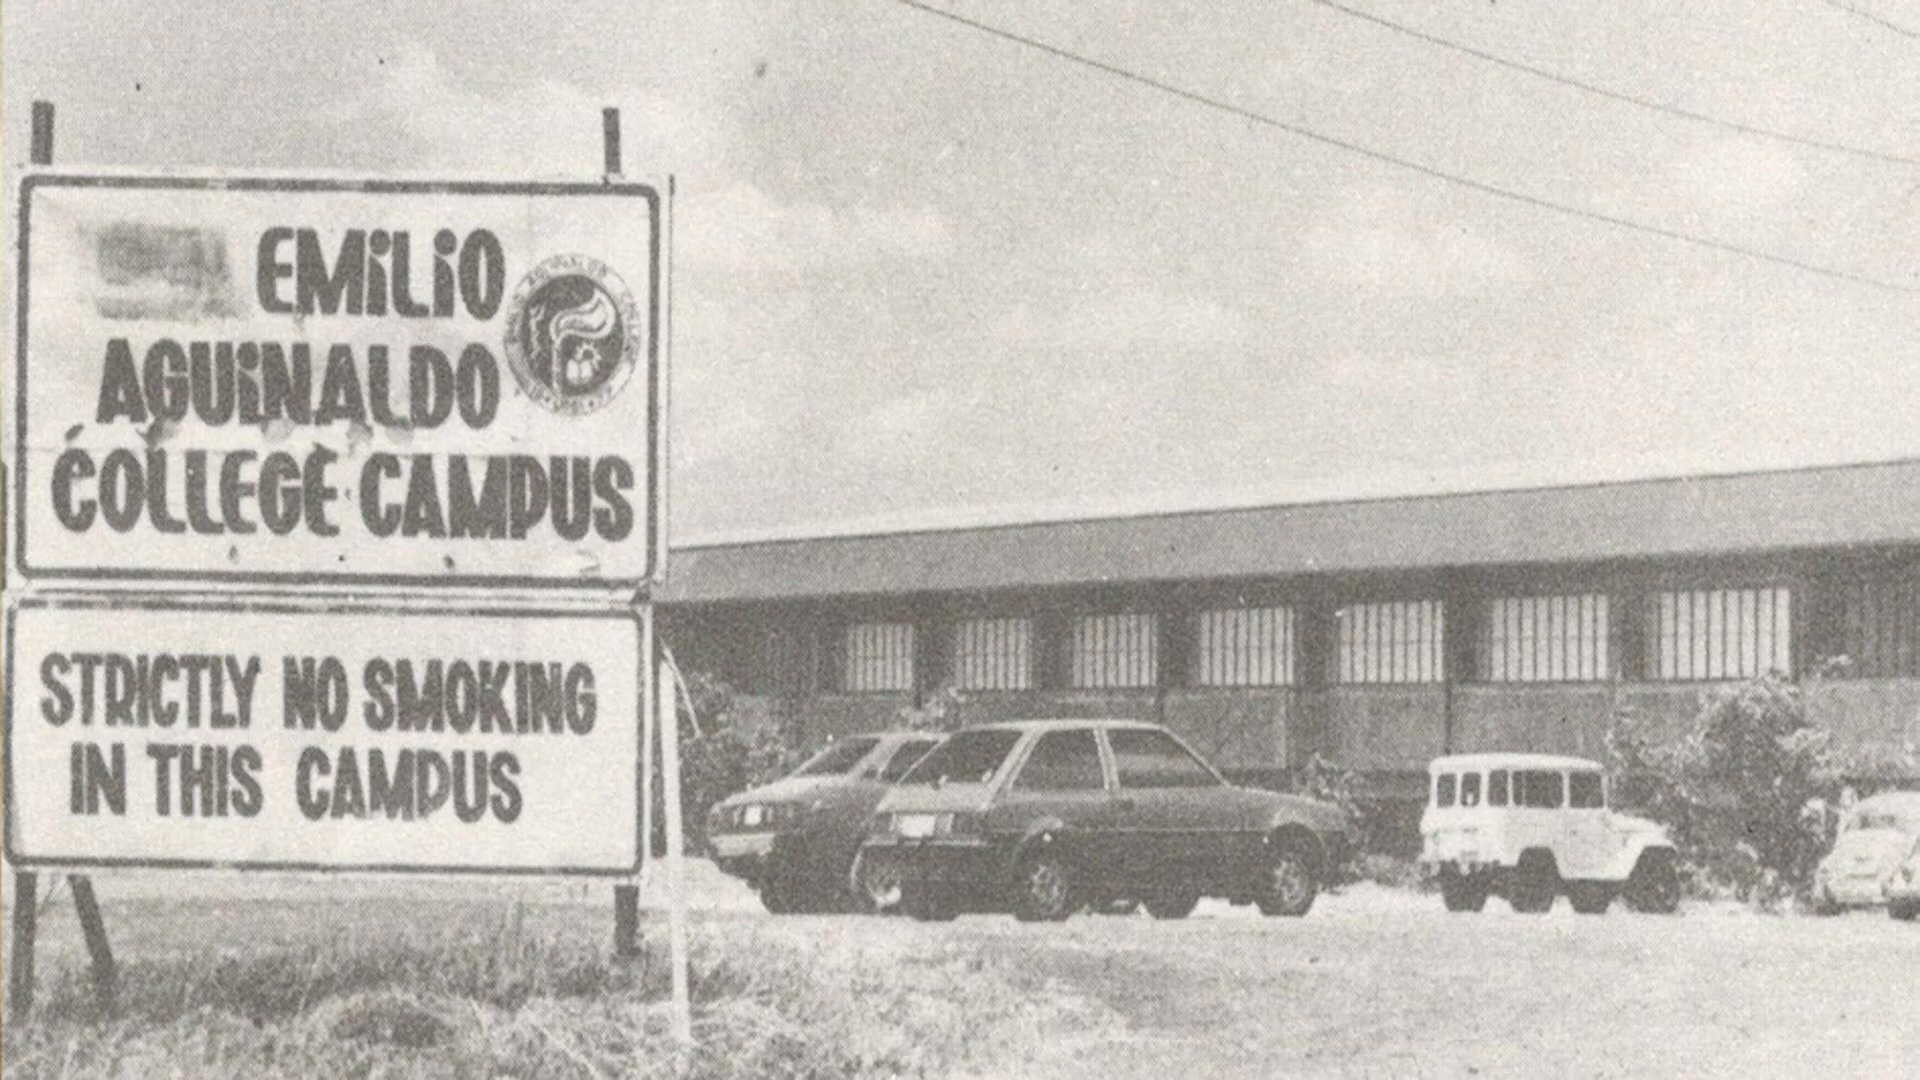 EMiLiO
AGUiNALDO
COLLEGE CAMPUS
STRICTLY NO SMOKING
IN THIS CAMPUS